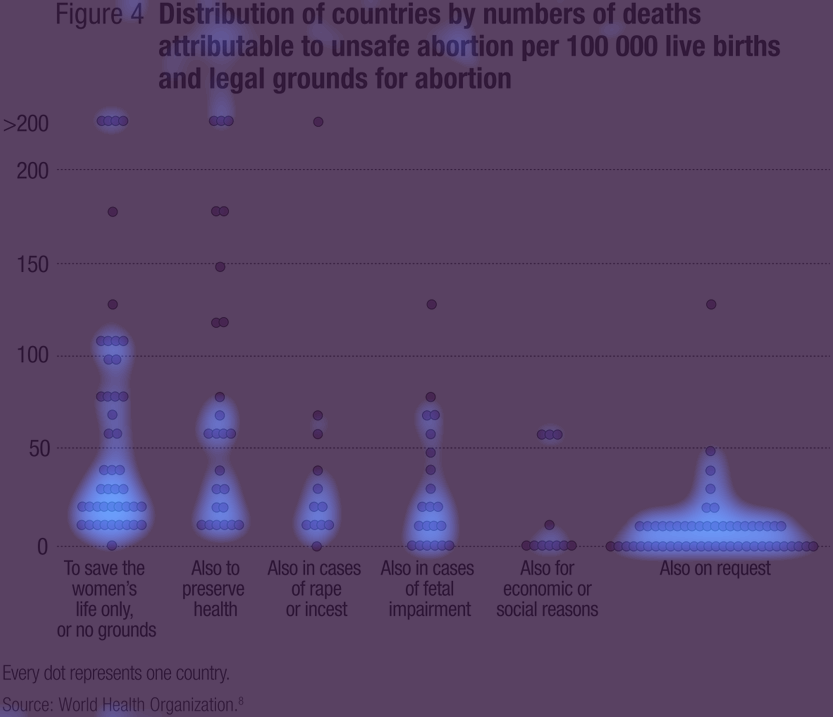 Figure 4 Distribution of countries by numbers of deaths
attributable to unsafe abortion per 100 000 live births
and legal grounds for abortion
>200
200
150
100
50
0
To save the
women's
life only,
or no grounds
Also to
preserve
health
Also in cases
of rape
or incest
Also in cases
of fetal
impairment
Also for
economic or
social reasons
Also on request
Every dot represents one country.
Source: World Health Organization.⁸